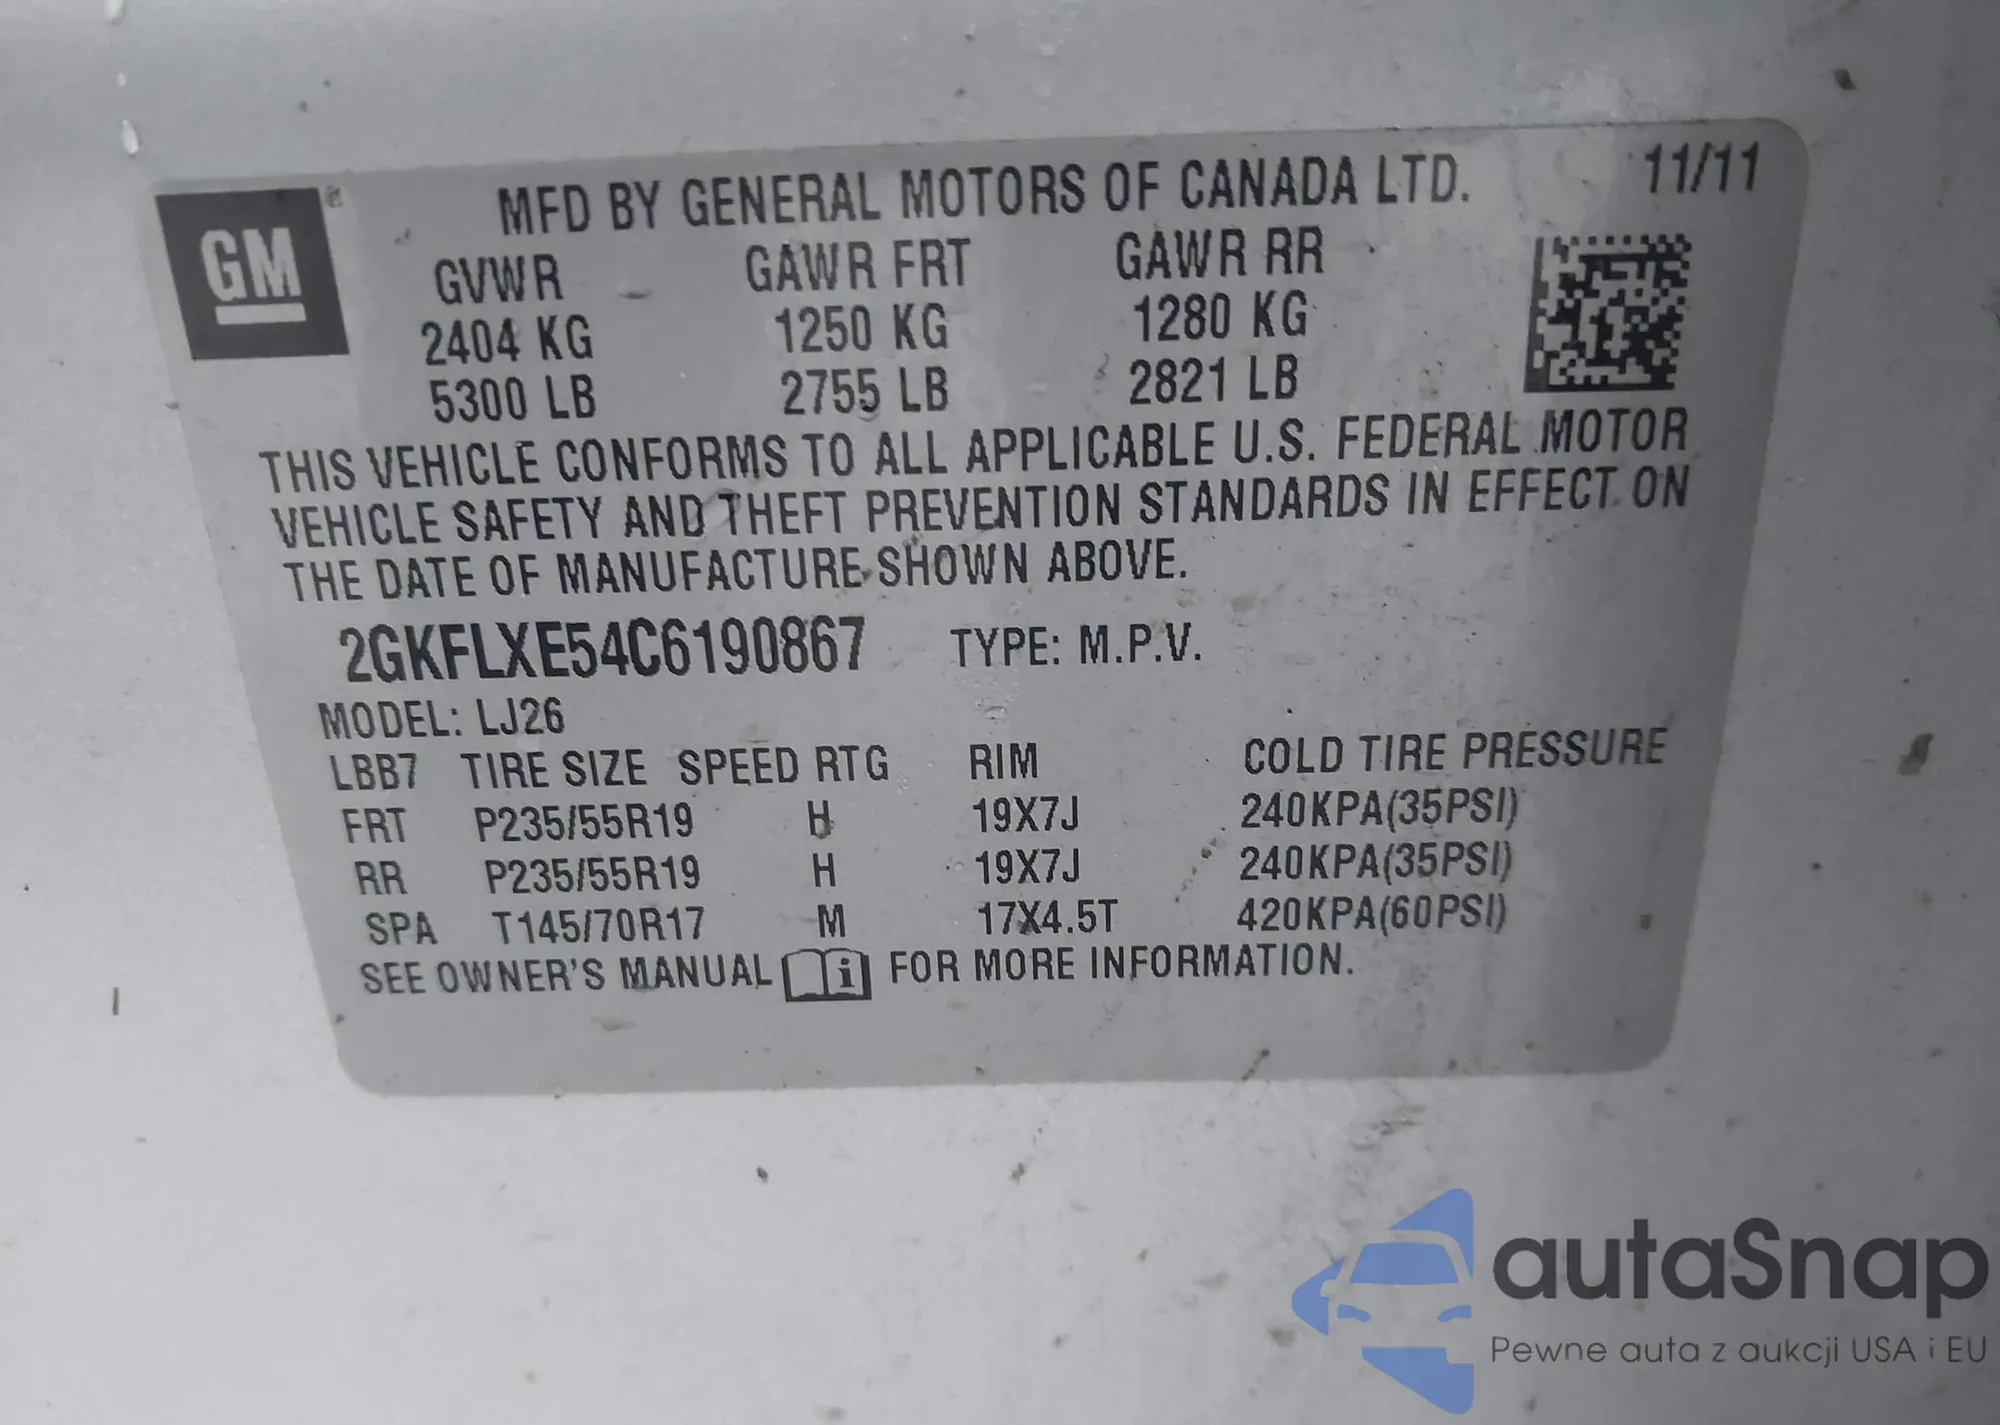 GM
MFD BY GENERAL MOTORS OF CANADA LTD. 11/11
GVWR GAWR FRT GAWR RR
2404 KG 1250 KG 1280 KG
5300 LB 2755 LB 2821 LB
THIS VEHICLE CONFORMS TO ALL APPLICABLE U.S. FEDERAL MOTOR
VEHICLE SAFETY AND THEFT PREVENTION STANDARDS IN EFFECT ON
THE DATE OF MANUFACTURE SHOWN ABOVE.
2GKFLXE54C6190867 TYPE: M.P.V.
MODEL: LJ26
LBB7 TIRE SIZE SPEED RTG RIM COLD TIRE PRESSURE
FRT P235/55R19 H 19X7J 240KPA(35PSI)
RR P235/55R19 H 19X7J 240KPA(35PSI)
SPA T145/70R17 M 17X4.5T 420KPA(60PSI)
SEE OWNER'S MANUAL i FOR MORE INFORMATION.
autaSnap
Pewne auta z aukcji USA i EU